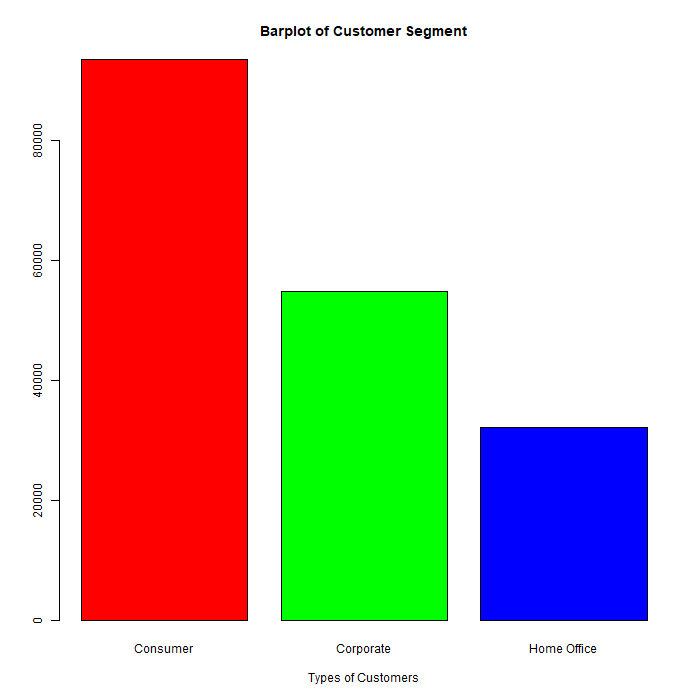 Barplot of Customer Segment
80000
60000
40000
20000
0
Consumer Corporate Home Office
Types of Customers